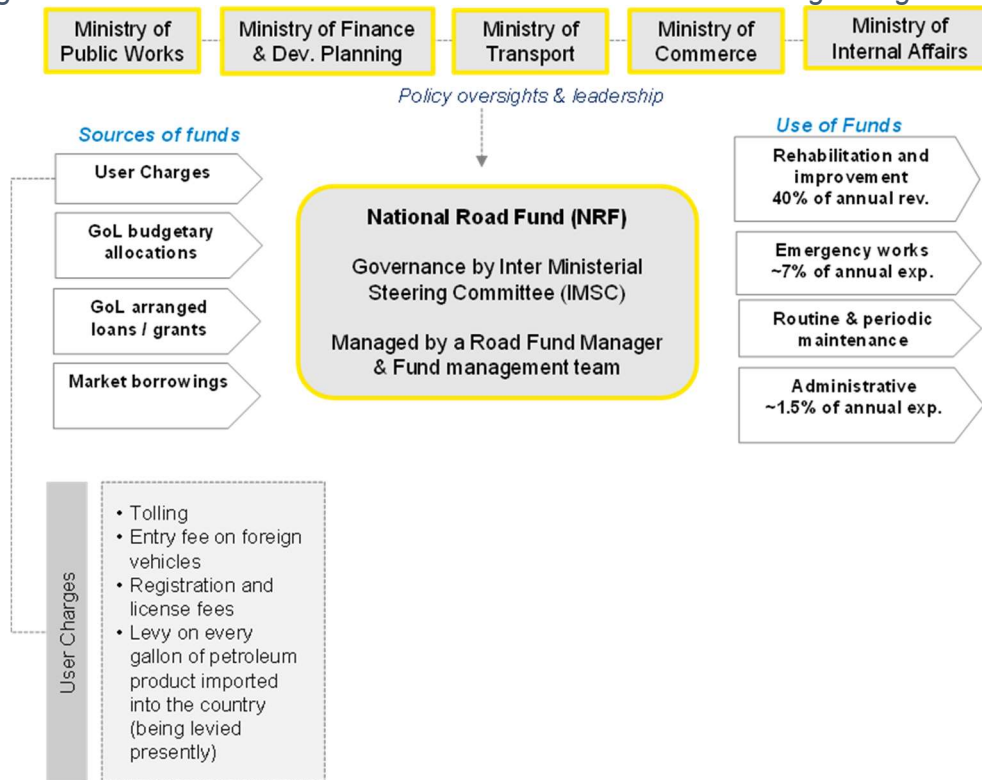 Ministry of
Public Works
Ministry of Finance
& Dev. Planning
Ministry of
Transport
Ministry of
Commerce
Ministry of
Internal Affairs
Policy oversights & leadership
Sources of funds
User Charges
GoL budgetary
allocations
GoL arranged
loans / grants
Market borrowings
National Road Fund (NRF)
Governance by Inter Ministerial
Steering Committee (IMSC)
Managed by a Road Fund Manager
& Fund management team
Use of Funds
Rehabilitation and
improvement
40% of annual rev.
Emergency works
~7% of annual exp.
Routine & periodic
maintenance
Administrative
~1.5% of annual exp.
User Charges
• Tolling
• Entry fee on foreign
vehicles
• Registration and
license fees
• Levy on every
gallon of petroleum
product imported
into the country
(being levied
presently)